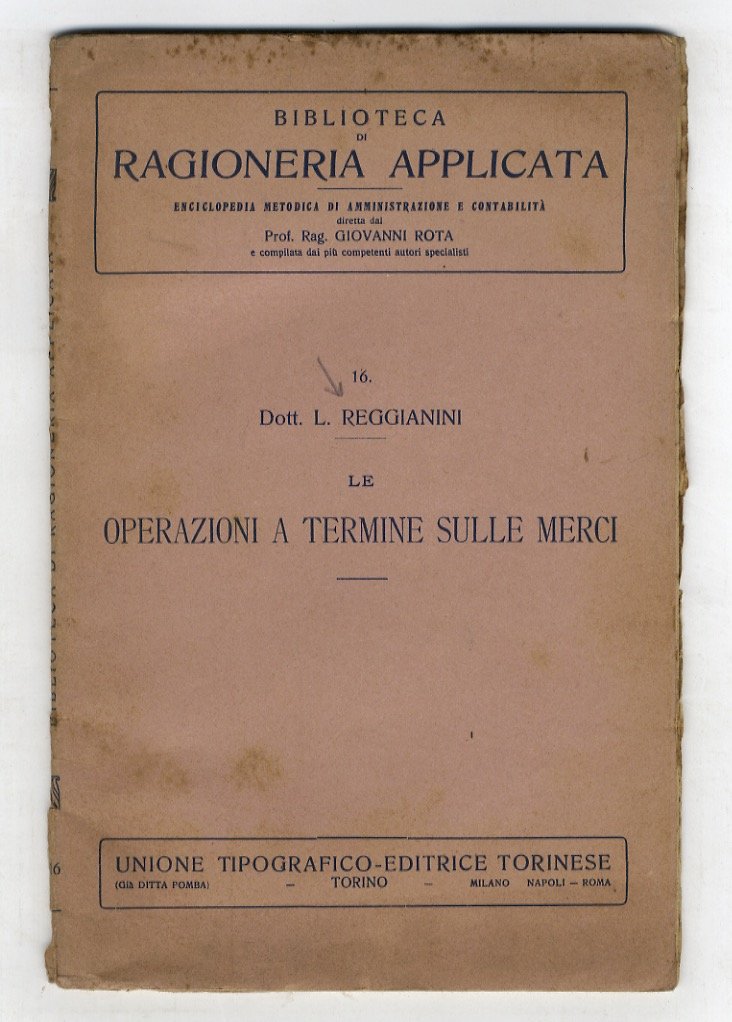 BIBLIOTECA
DI
RAGIONERIA APPLICATA
ENCICLOPEDIA METODICA DI AMMINISTRAZIONE E CONTABILITÀ
diretta dal
Prof. Rag. GIOVANNI ROTA
e compilata dai più competenti autori specialisti
16.
Dott. L. REGGIANINI
LE
OPERAZIONI A TERMINE SULLE MERCI
UNIONE TIPOGRAFICO-EDITRICE TORINESE
(Già DITTA POMBA) – TORINO – MILANO NAPOLI – ROMA